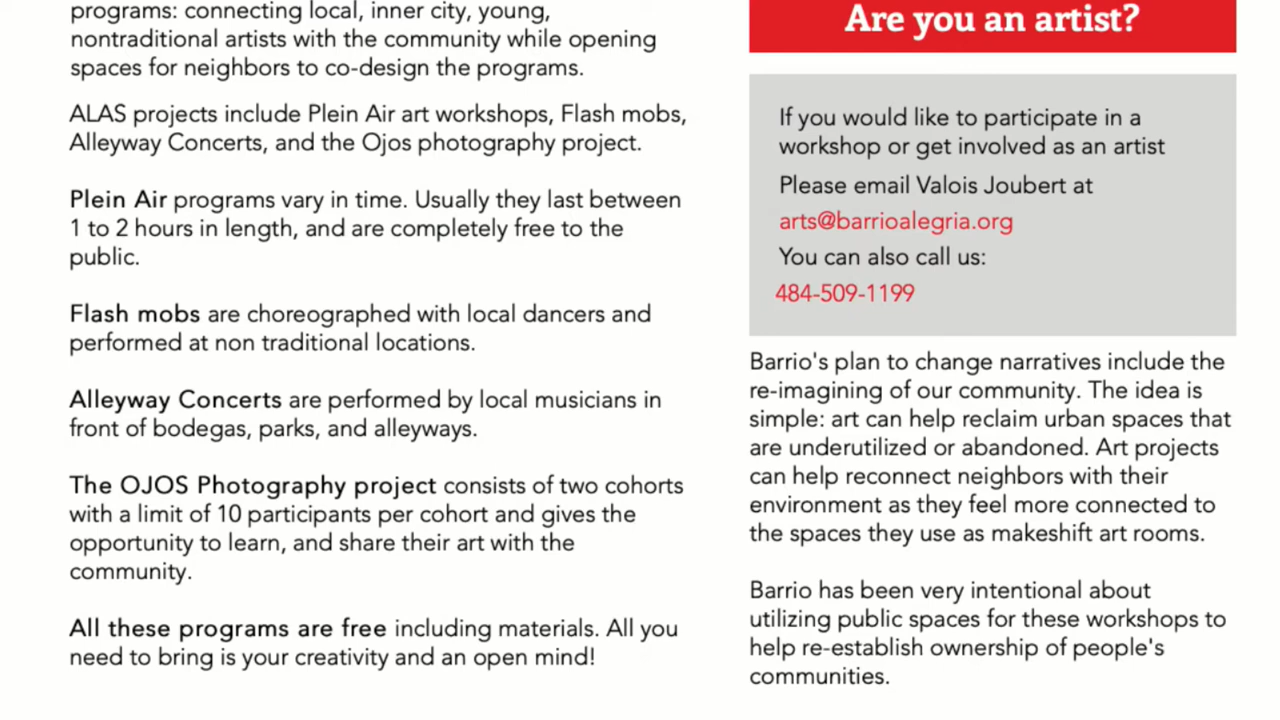 programs: connecting local, inner city, young,
nontraditional artists with the community while opening
spaces for neighbors to co-design the programs.
ALAS projects include Plein Air art workshops, Flash mobs,
Alleyway Concerts, and the Ojos photography project.
Plein Air programs vary in time. Usually they last between
1 to 2 hours in length, and are completely free to the
public.
Flash mobs are choreographed with local dancers and
performed at non traditional locations.
Alleyway Concerts are performed by local musicians in
front of bodegas, parks, and alleyways.
The OJOS Photography project consists of two cohorts
with a limit of 10 participants per cohort and gives the
opportunity to learn, and share their art with the
community.
All these programs are free including materials. All you
need to bring is your creativity and an open mind!
Are you an artist?
If you would like to participate in a
workshop or get involved as an artist
Please email Valois Joubert at
arts@barrioalegria.org
You can also call us:
484-509-1199
Barrio's plan to change narratives include the
re-imagining of our community. The idea is
simple: art can help reclaim urban spaces that
are underutilized or abandoned. Art projects
can help reconnect neighbors with their
environment as they feel more connected to
the spaces they use as makeshift art rooms.
Barrio has been very intentional about
utilizing public spaces for these workshops to
help re-establish ownership of people's
communities.